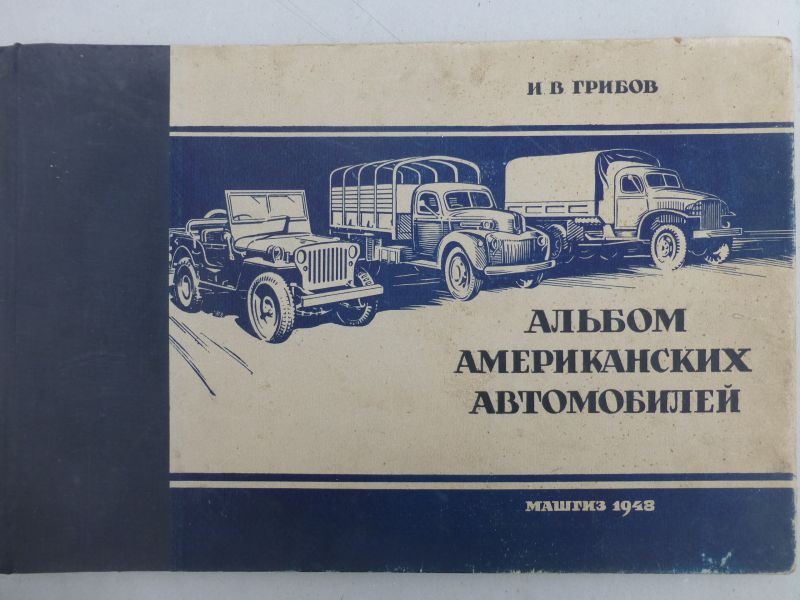 И В ГРИБОВ
АЛЬБОМ
АМЕРИКАНСКИХ
АВТОМОБИЛЕЙ
МАШГИЗ 1948